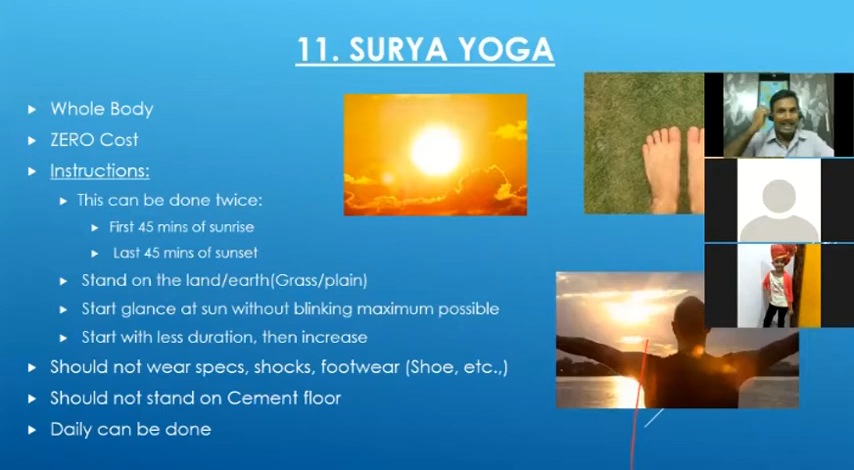 11. SURYA YOGA
Whole Body
ZERO Cost
Instructions:
This can be done twice:
First 45 mins of sunrise
Last 45 mins of sunset
Stand on the land/earth(Grass/plain)
Start glance at sun without blinking maximum possible
Start with less duration, then increase
Should not wear specs, shocks, footwear (Shoe, etc.,)
Should not stand on Cement floor
Daily can be done